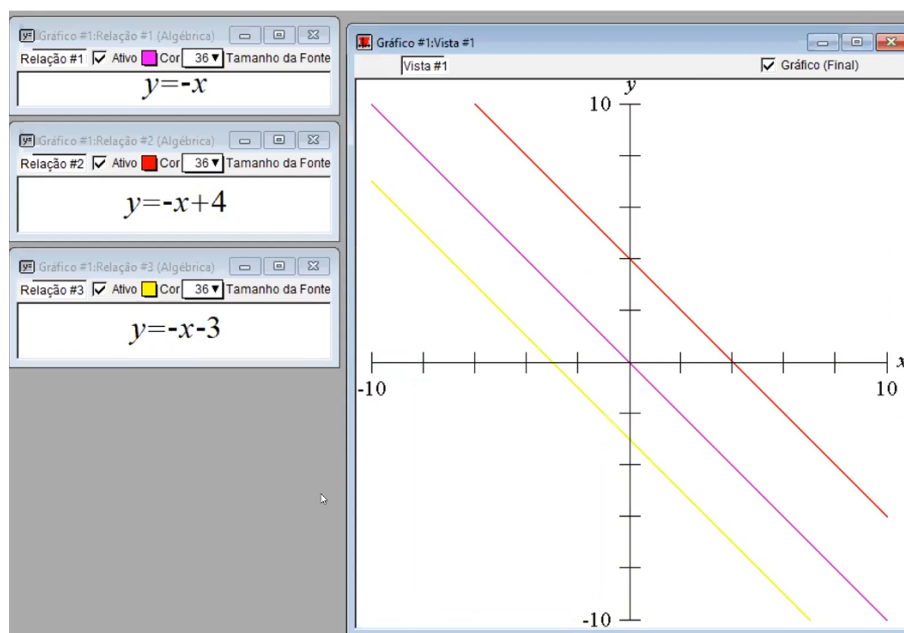 Gráfico #1:Relação #1 (Algébrica)
Relação #1 Ativo Cor 36 Tamanho da Fonte
y=-x
Gráfico #1:Relação #2 (Algébrica)
Relação #2 Ativo Cor 36 Tamanho da Fonte
y=-x+4
Gráfico #1:Relação #3 (Algébrica)
Relação #3 Ativo Cor 36 Tamanho da Fonte
y=-x-3
Gráfico #1:Vista #1
Vista #1 Gráfico (Final)
y
10
x
-10 10
-10